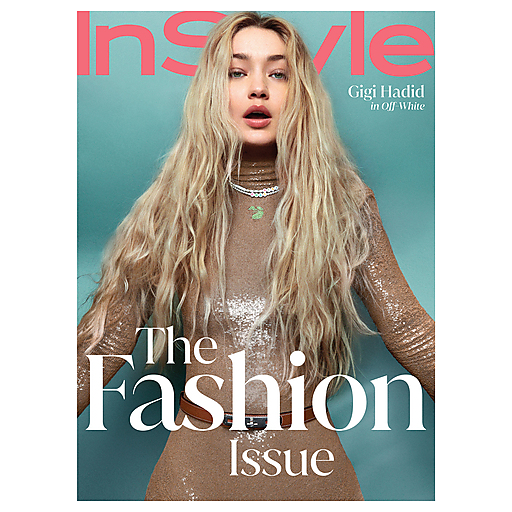 InStyle
Gigi Hadid
in Off-White
The
Fashion
Issue